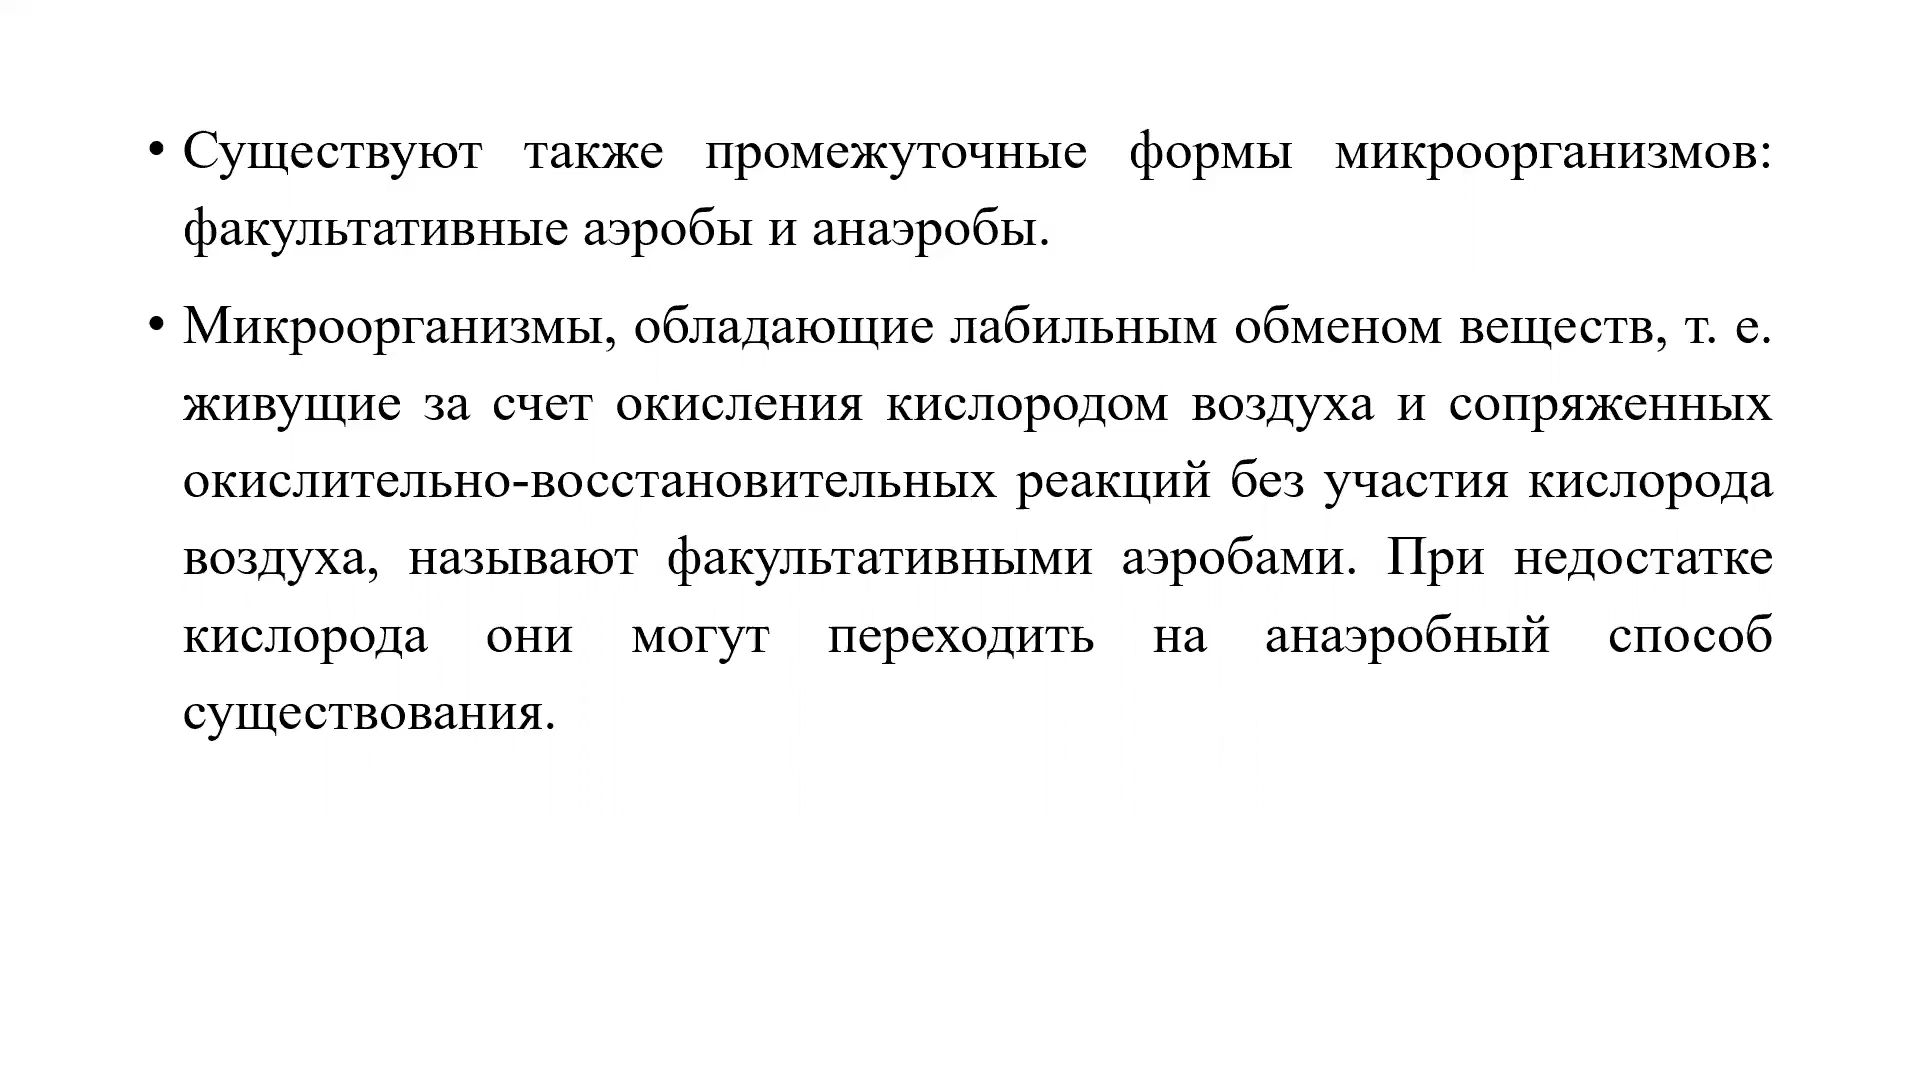 • Существуют также промежуточные формы микроорганизмов:
факультативные аэробы и анаэробы.
• Микроорганизмы, обладающие лабильным обменом веществ, т. е.
живущие за счет окисления кислородом воздуха и сопряженных
окислительно-восстановительных реакций без участия кислорода
воздуха, называют факультативными аэробами. При недостатке
кислорода они могут переходить на анаэробный способ
существования.